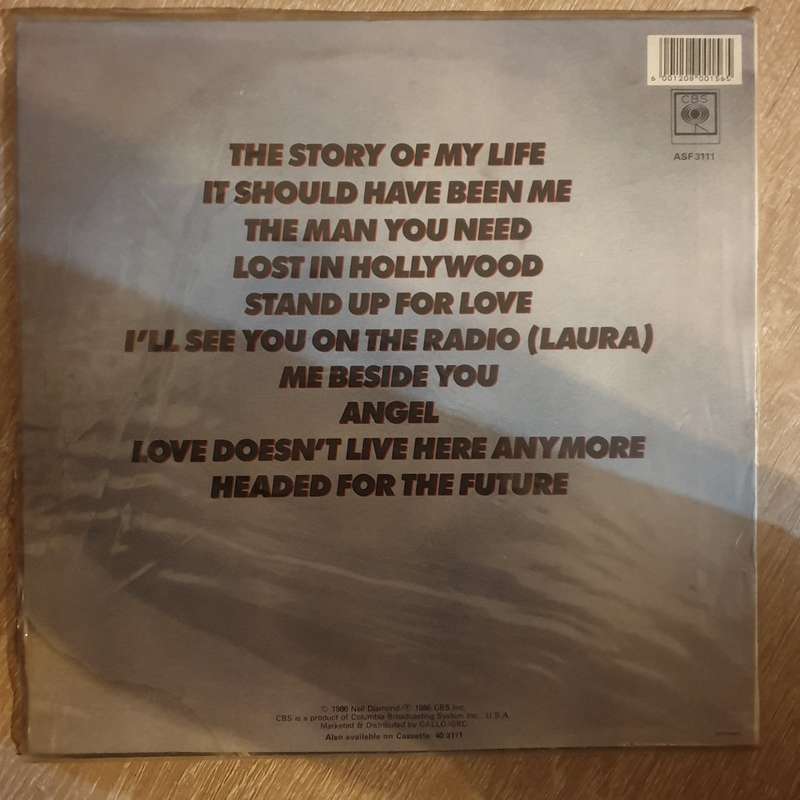 6 001208 001565
CBS
ASF 3111
THE STORY OF MY LIFE
IT SHOULD HAVE BEEN ME
THE MAN YOU NEED
LOST IN HOLLYWOOD
STAND UP FOR LOVE
I'LL SEE YOU ON THE RADIO (LAURA)
ME BESIDE YOU
ANGEL
LOVE DOESN'T LIVE HERE ANYMORE
HEADED FOR THE FUTURE
© 1986 Neil Diamond/Ⓟ 1986 CBS Inc.
CBS is a product of Columbia Broadcasting System, Inc., U.S.A.
Marketed & Distributed by GALLO/GRC.
Also available on Cassette 40 3111